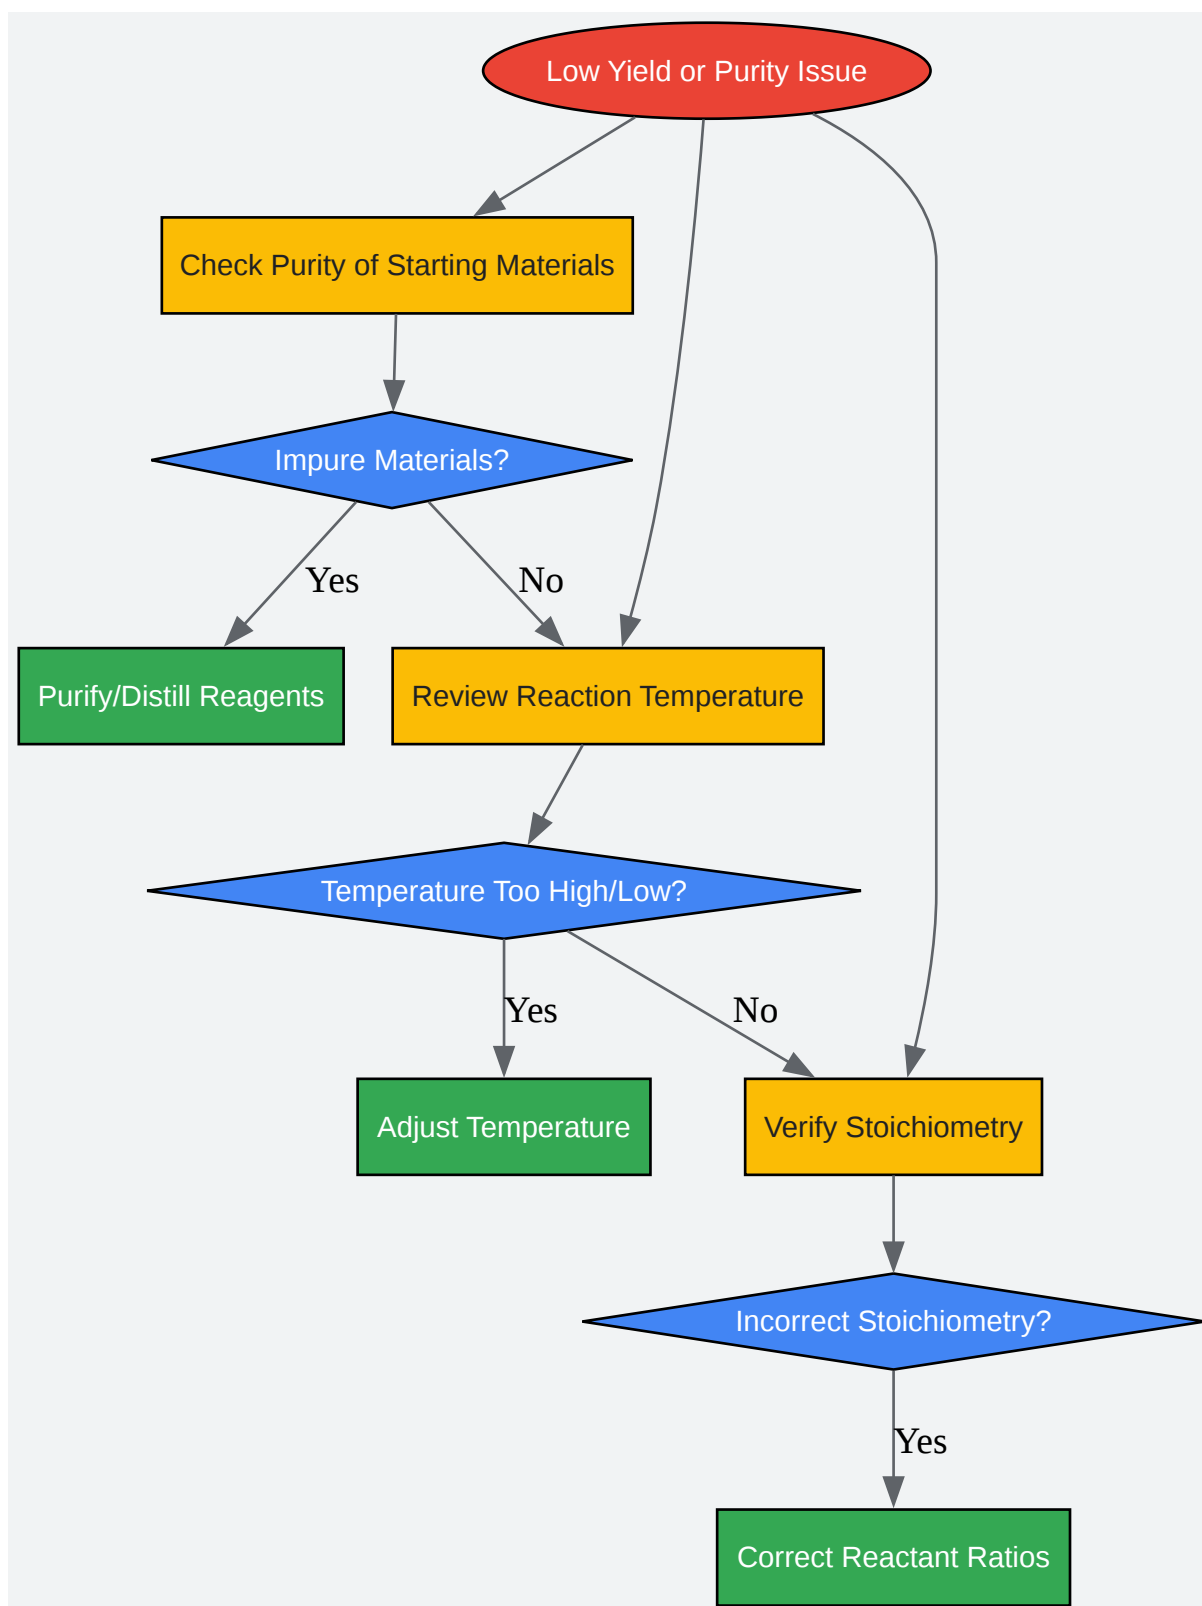 Low Yield or Purity Issue
Check Purity of Starting Materials
Impure Materials?
Yes
No
Purify/Distill Reagents
Review Reaction Temperature
Temperature Too High/Low?
Yes
No
Adjust Temperature
Verify Stoichiometry
Incorrect Stoichiometry?
Yes
Correct Reactant Ratios